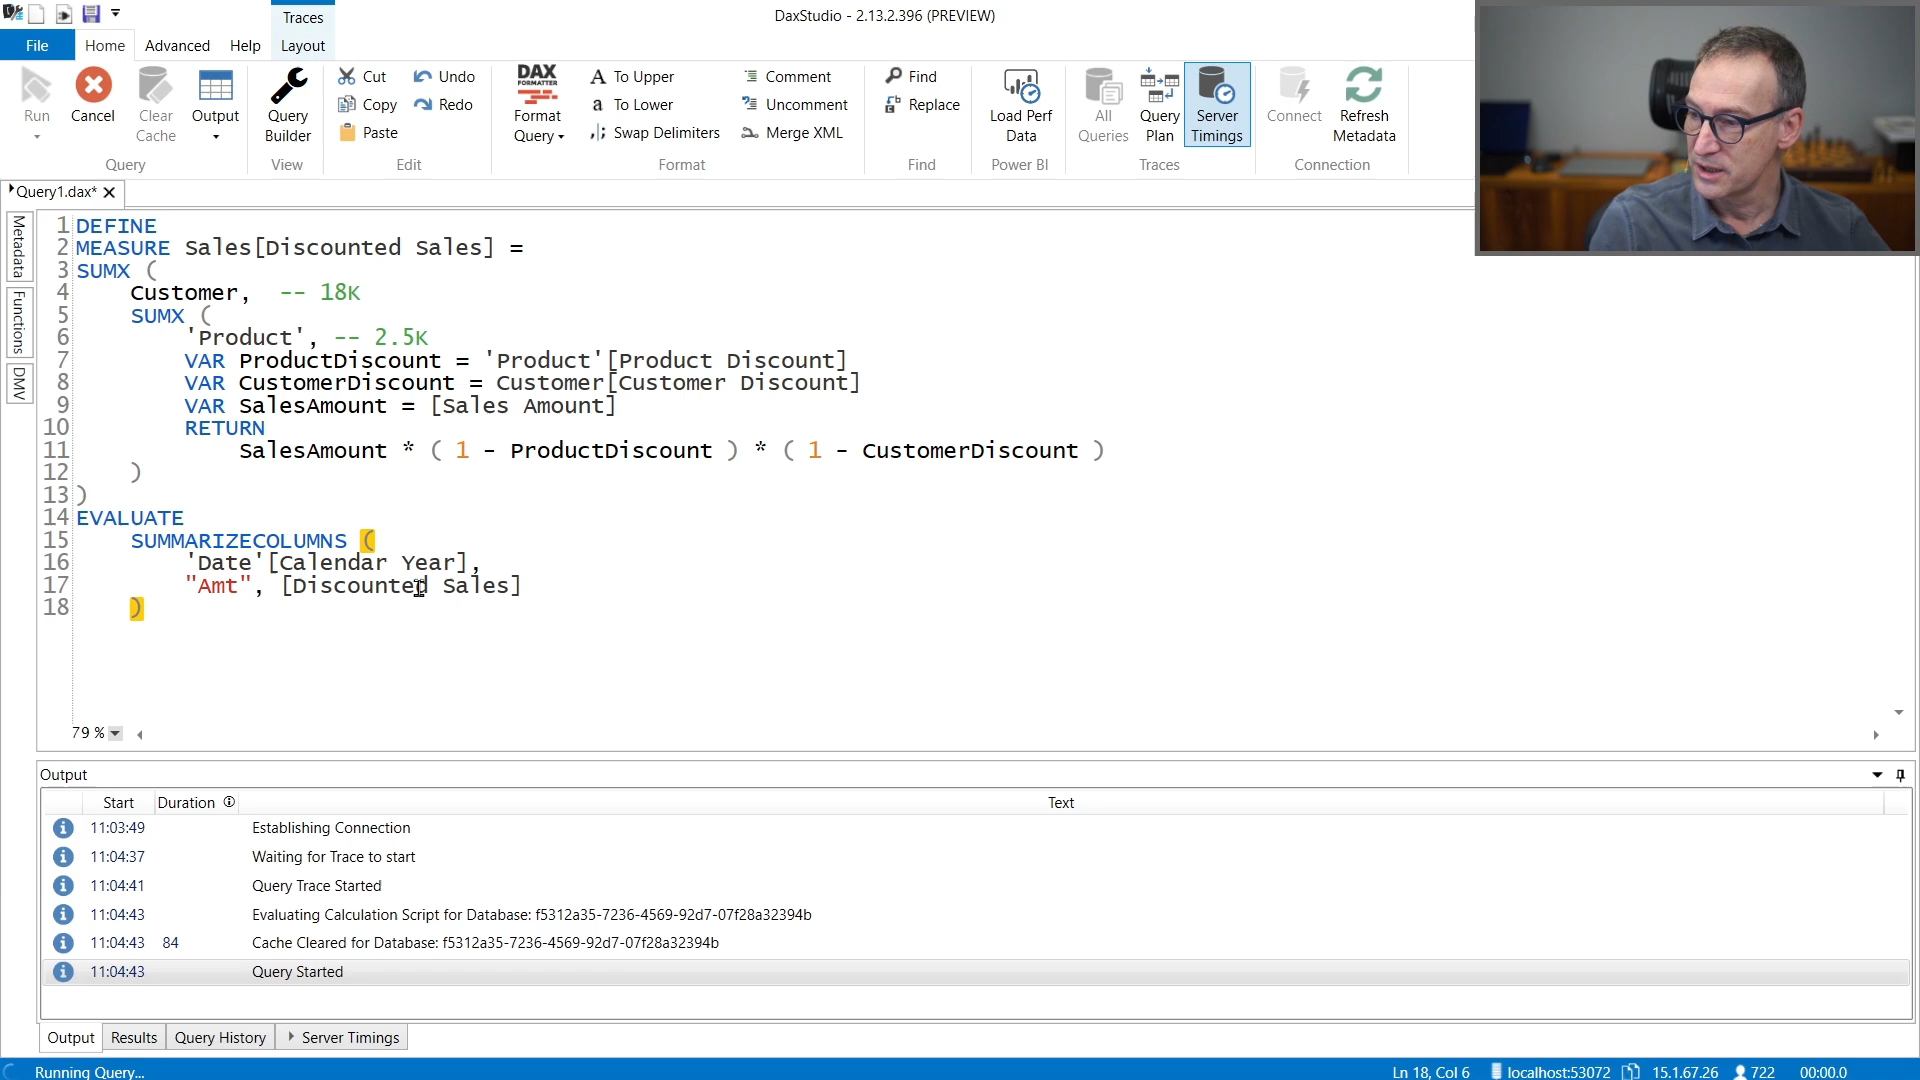 DaxStudio - 2.13.2.396 (PREVIEW)
Traces
File Home Advanced Help Layout
Run Cancel Clear Cache Output
Query
Query Builder
View
Cut Copy Paste Undo Redo
Edit
DAX FORMATTER
Format Query
To Upper To Lower Swap Delimiters
Comment Uncomment Merge XML
Format
Find Replace
Find
Load Perf Data
Power BI
All Queries Query Plan Server Timings
Traces
Connect Refresh Metadata
Connection
Query1.dax*
Metadata
Functions
DMV
1 DEFINE
2 MEASURE Sales[Discounted Sales] =
3 SUMX (
4 Customer, -- 18K
5 SUMX (
6 'Product', -- 2.5K
7 VAR ProductDiscount = 'Product'[Product Discount]
8 VAR CustomerDiscount = Customer[Customer Discount]
9 VAR SalesAmount = [Sales Amount]
10 RETURN
11 SalesAmount * ( 1 - ProductDiscount ) * ( 1 - CustomerDiscount )
12 )
13 )
14 EVALUATE
15 SUMMARIZECOLUMNS (
16 'Date'[Calendar Year],
17 "Amt", [Discounted Sales]
18 )
79 %
Output
Start Duration Text
11:03:49 Establishing Connection
11:04:37 Waiting for Trace to start
11:04:41 Query Trace Started
11:04:43 Evaluating Calculation Script for Database: f5312a35-7236-4569-92d7-07f28a32394b
11:04:43 84 Cache Cleared for Database: f5312a35-7236-4569-92d7-07f28a32394b
11:04:43 Query Started
Output Results Query History Server Timings
Running Query... Ln 18, Col 6 localhost:53072 15.1.67.26 722 00:00.0